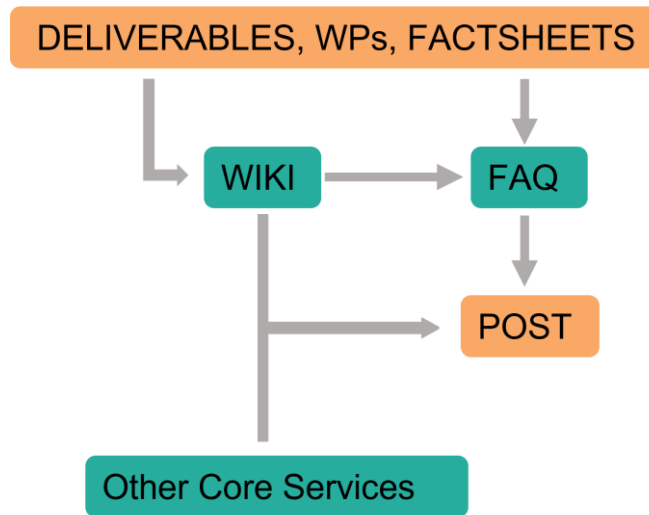 DELIVERABLES, WPs, FACTSHEETS
WIKI
FAQ
POST
Other Core Services